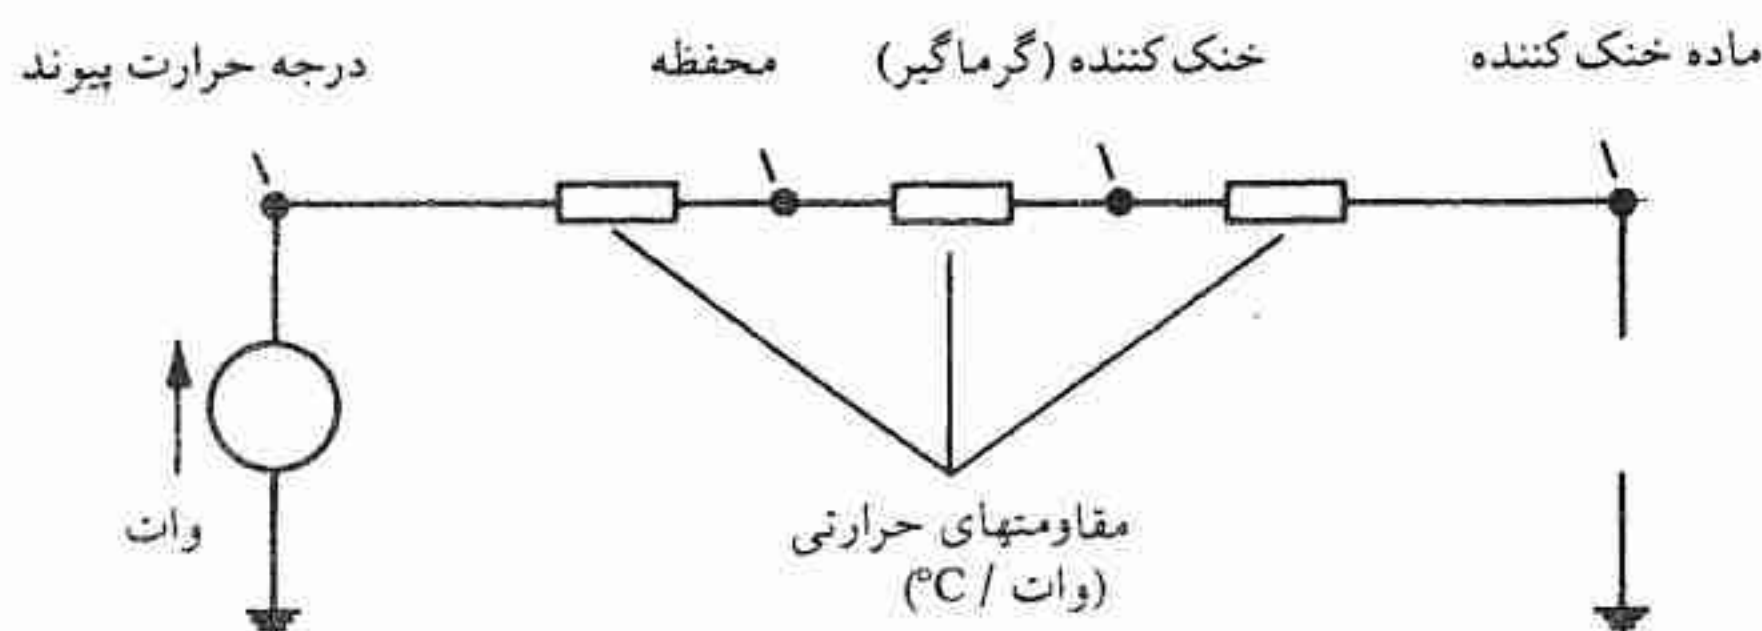 ماده خنک کننده
خنک کننده (گرماگیر)
محفظه
درجه حرارت پیوند
وات
مقاومتهای حرارتی
(وات / °C)